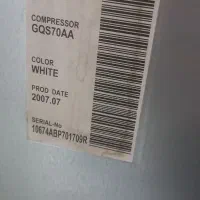 COMPRESSOR
GQS70AA
COLOR
WHITE
PROD DATE
2007.07
SERIAL-No
10674ABP701709R